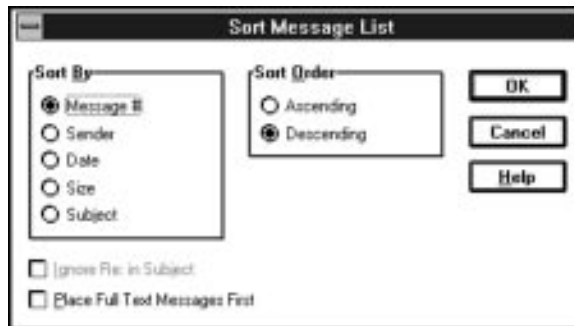 Sort Message List
Sort By
Message #
Sender
Date
Size
Subject
Sort Order
Ascending
Descending
OK
Cancel
Help
Ignore Re: in Subject
Place Full Text Messages First